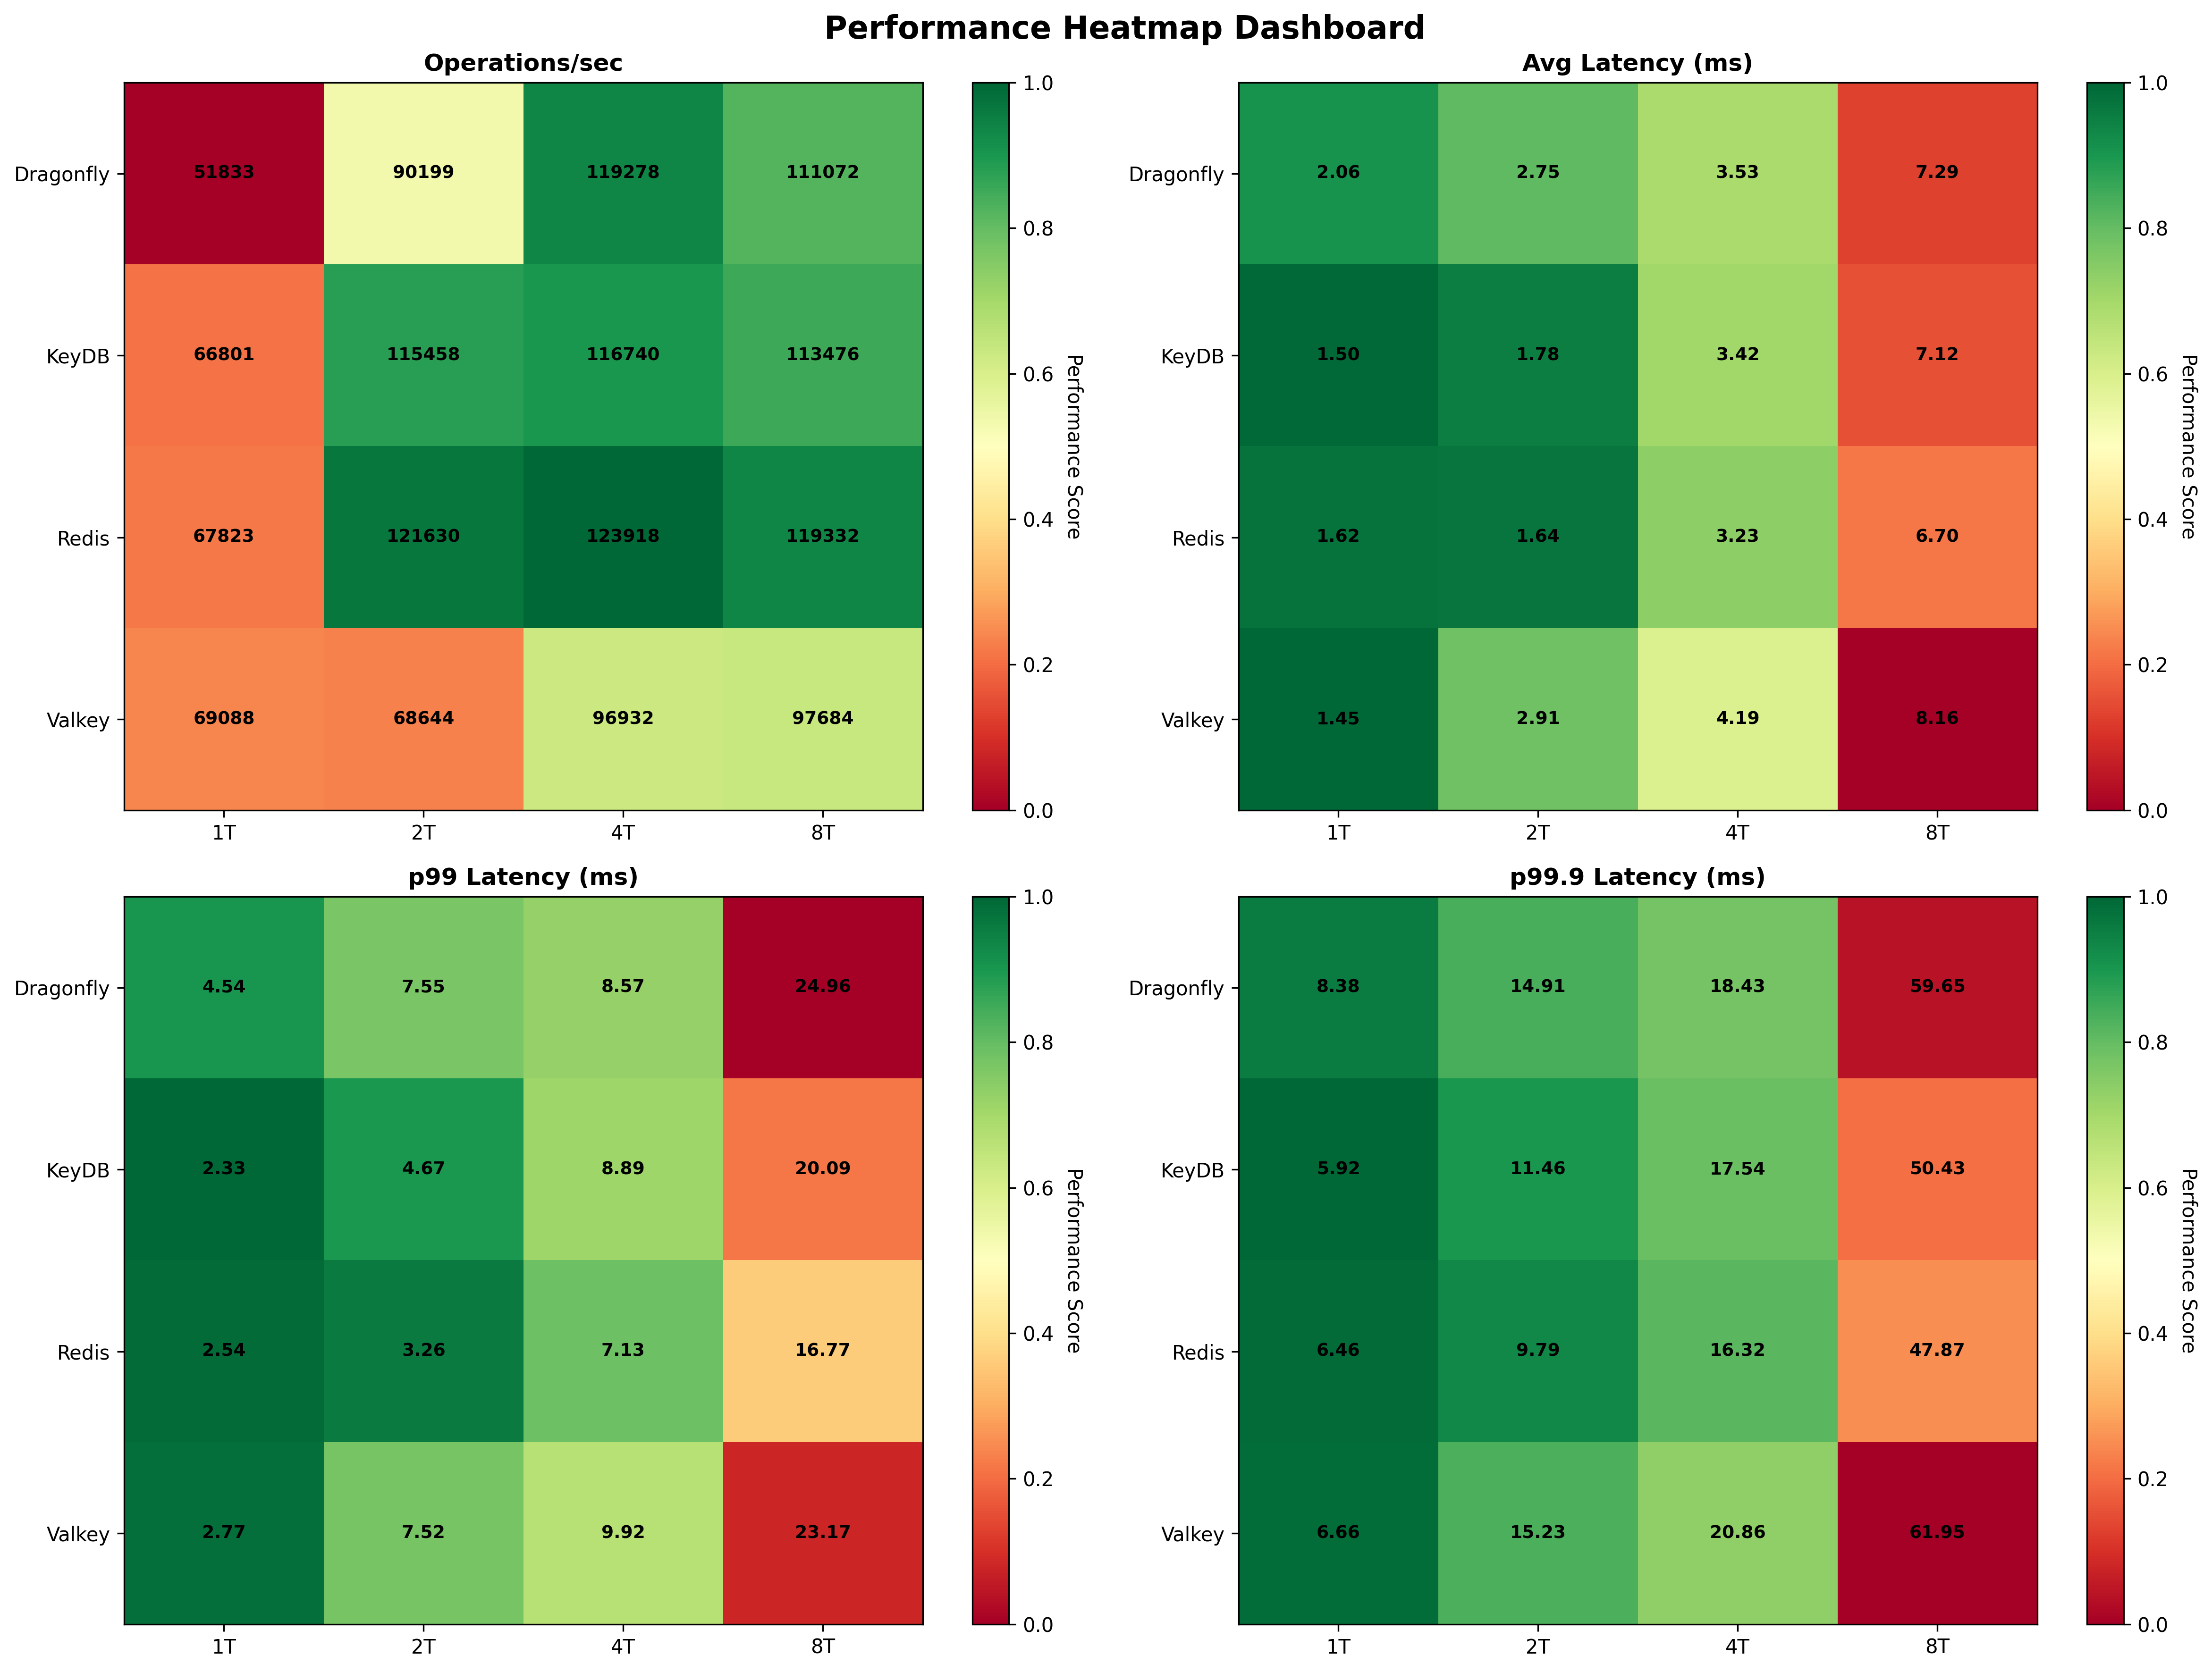 Performance Heatmap Dashboard
Operations/sec
Dragonfly 51833 90199 119278 111072
KeyDB 66801 115458 116740 113476
Redis 67823 121630 123918 119332
Valkey 69088 68644 96932 97684
1T 2T 4T 8T
1.0
0.8
0.6
0.4
0.2
0.0
Performance Score
Avg Latency (ms)
Dragonfly 2.06 2.75 3.53 7.29
KeyDB 1.50 1.78 3.42 7.12
Redis 1.62 1.64 3.23 6.70
Valkey 1.45 2.91 4.19 8.16
1T 2T 4T 8T
1.0
0.8
0.6
0.4
0.2
0.0
Performance Score
p99 Latency (ms)
Dragonfly 4.54 7.55 8.57 24.96
KeyDB 2.33 4.67 8.89 20.09
Redis 2.54 3.26 7.13 16.77
Valkey 2.77 7.52 9.92 23.17
1T 2T 4T 8T
1.0
0.8
0.6
0.4
0.2
0.0
Performance Score
p99.9 Latency (ms)
Dragonfly 8.38 14.91 18.43 59.65
KeyDB 5.92 11.46 17.54 50.43
Redis 6.46 9.79 16.32 47.87
Valkey 6.66 15.23 20.86 61.95
1T 2T 4T 8T
1.0
0.8
0.6
0.4
0.2
0.0
Performance Score